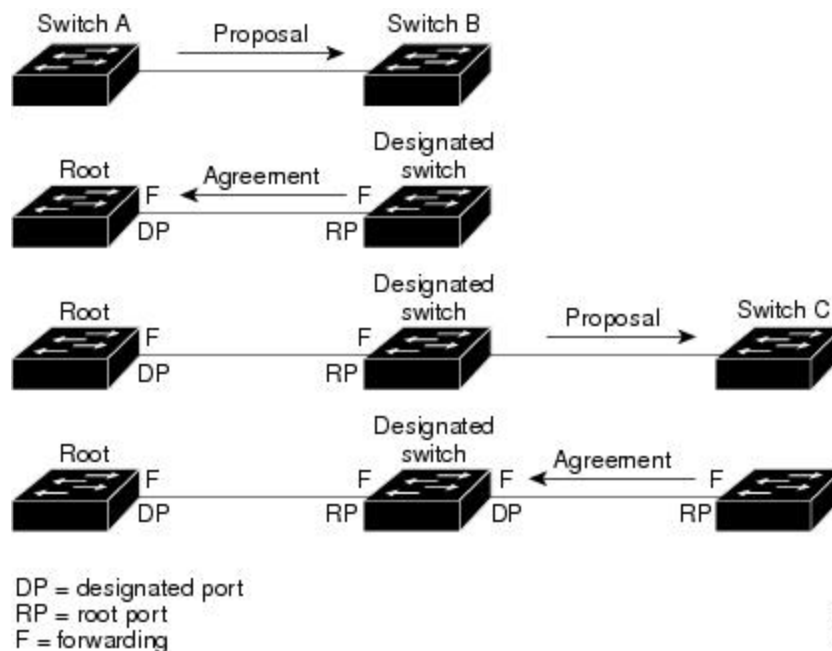 Switch A
Proposal
Switch B
Root
F
Agreement
F
Designated
switch
DP
RP
Root
F
DP
Designated
switch
F
RP
Proposal
Switch C
Root
F
DP
Designated
switch
F
F
RP
DP
Agreement
F
RP
DP = designated port
RP = root port
F = forwarding